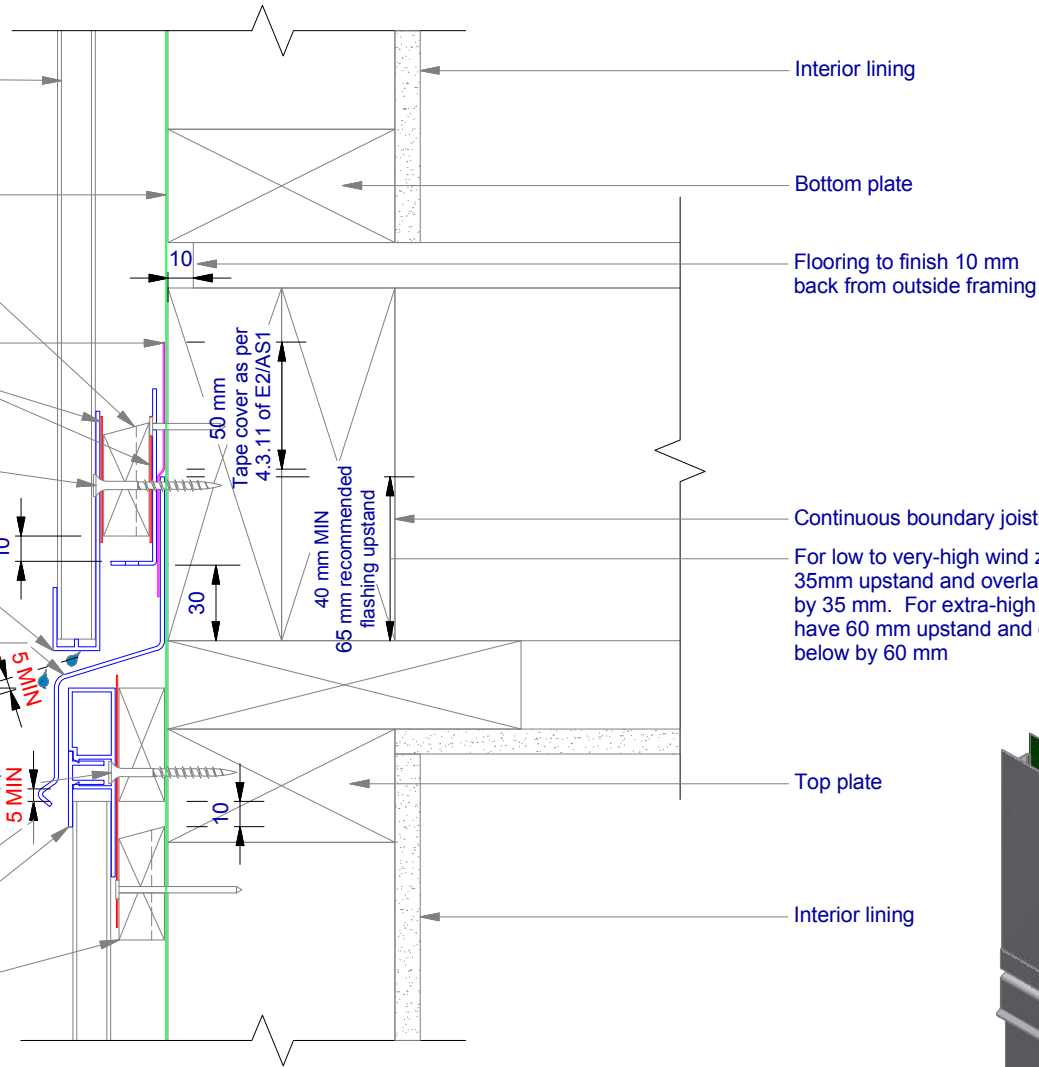 Interior lining
Bottom plate
Flooring to finish 10 mm
back from outside framing
10
50 mm
Tape cover as per
4.3.11 of E2/AS1
40 mm MIN
65 mm recommended
flashing upstand
10
30
Continuous boundary joist
For low to very-high wind
35mm upstand and
by 35 mm. For extra-high
have 60 mm upstand and
below by 60 mm
5 MIN
5 MIN
10
Top plate
Interior lining